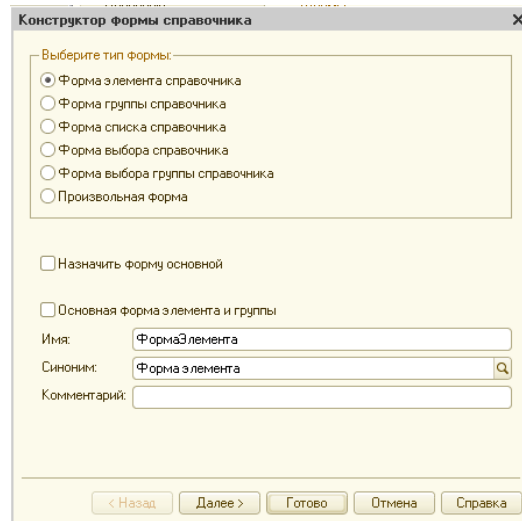 Конструктор формы справочника
Выберите тип формы:
Форма элемента справочника
Форма группы справочника
Форма списка справочника
Форма выбора справочника
Форма выбора группы справочника
Произвольная форма
Назначить форму основной
Основная форма элемента и группы
Имя: ФормаЭлемента
Синоним: Форма элемента
Комментарий:
< Назад Далее > Готово Отмена Справка